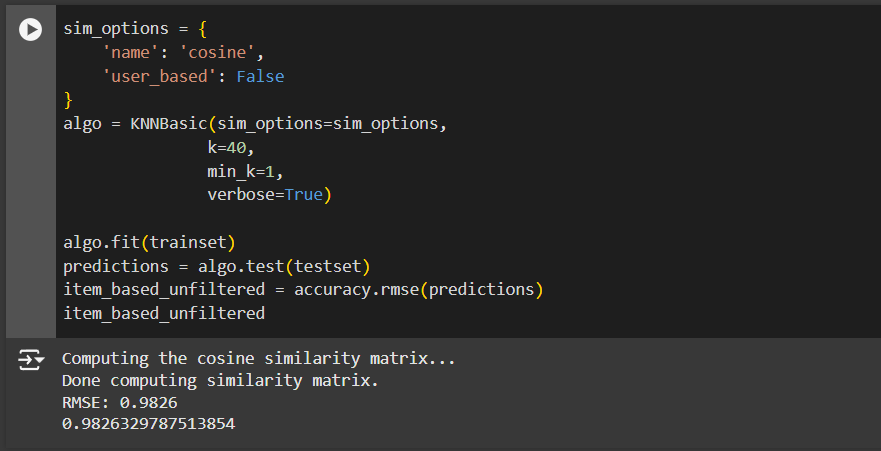 sim_options = {
    'name': 'cosine',
    'user_based': False
}
algo = KNNBasic(sim_options=sim_options,
               k=40,
               min_k=1,
               verbose=True)

algo.fit(trainset)
predictions = algo.test(testset)
item_based_unfiltered = accuracy.rmse(predictions)
item_based_unfiltered
Computing the cosine similarity matrix...
Done computing similarity matrix.
RMSE: 0.9826
0.9826329787513854